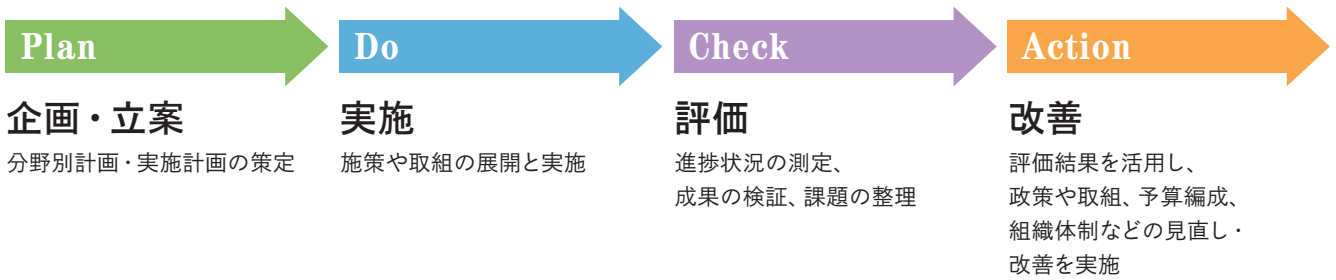 Plan
企画・立案
分野別計画・実施計画の策定
Do
実施
施策や取組の展開と実施
Check
評価
進捗状況の測定、
成果の検証、課題の整理
Action
改善
評価結果を活用し、
政策や取組、予算編成、
組織体制などの見直し・
改善を実施